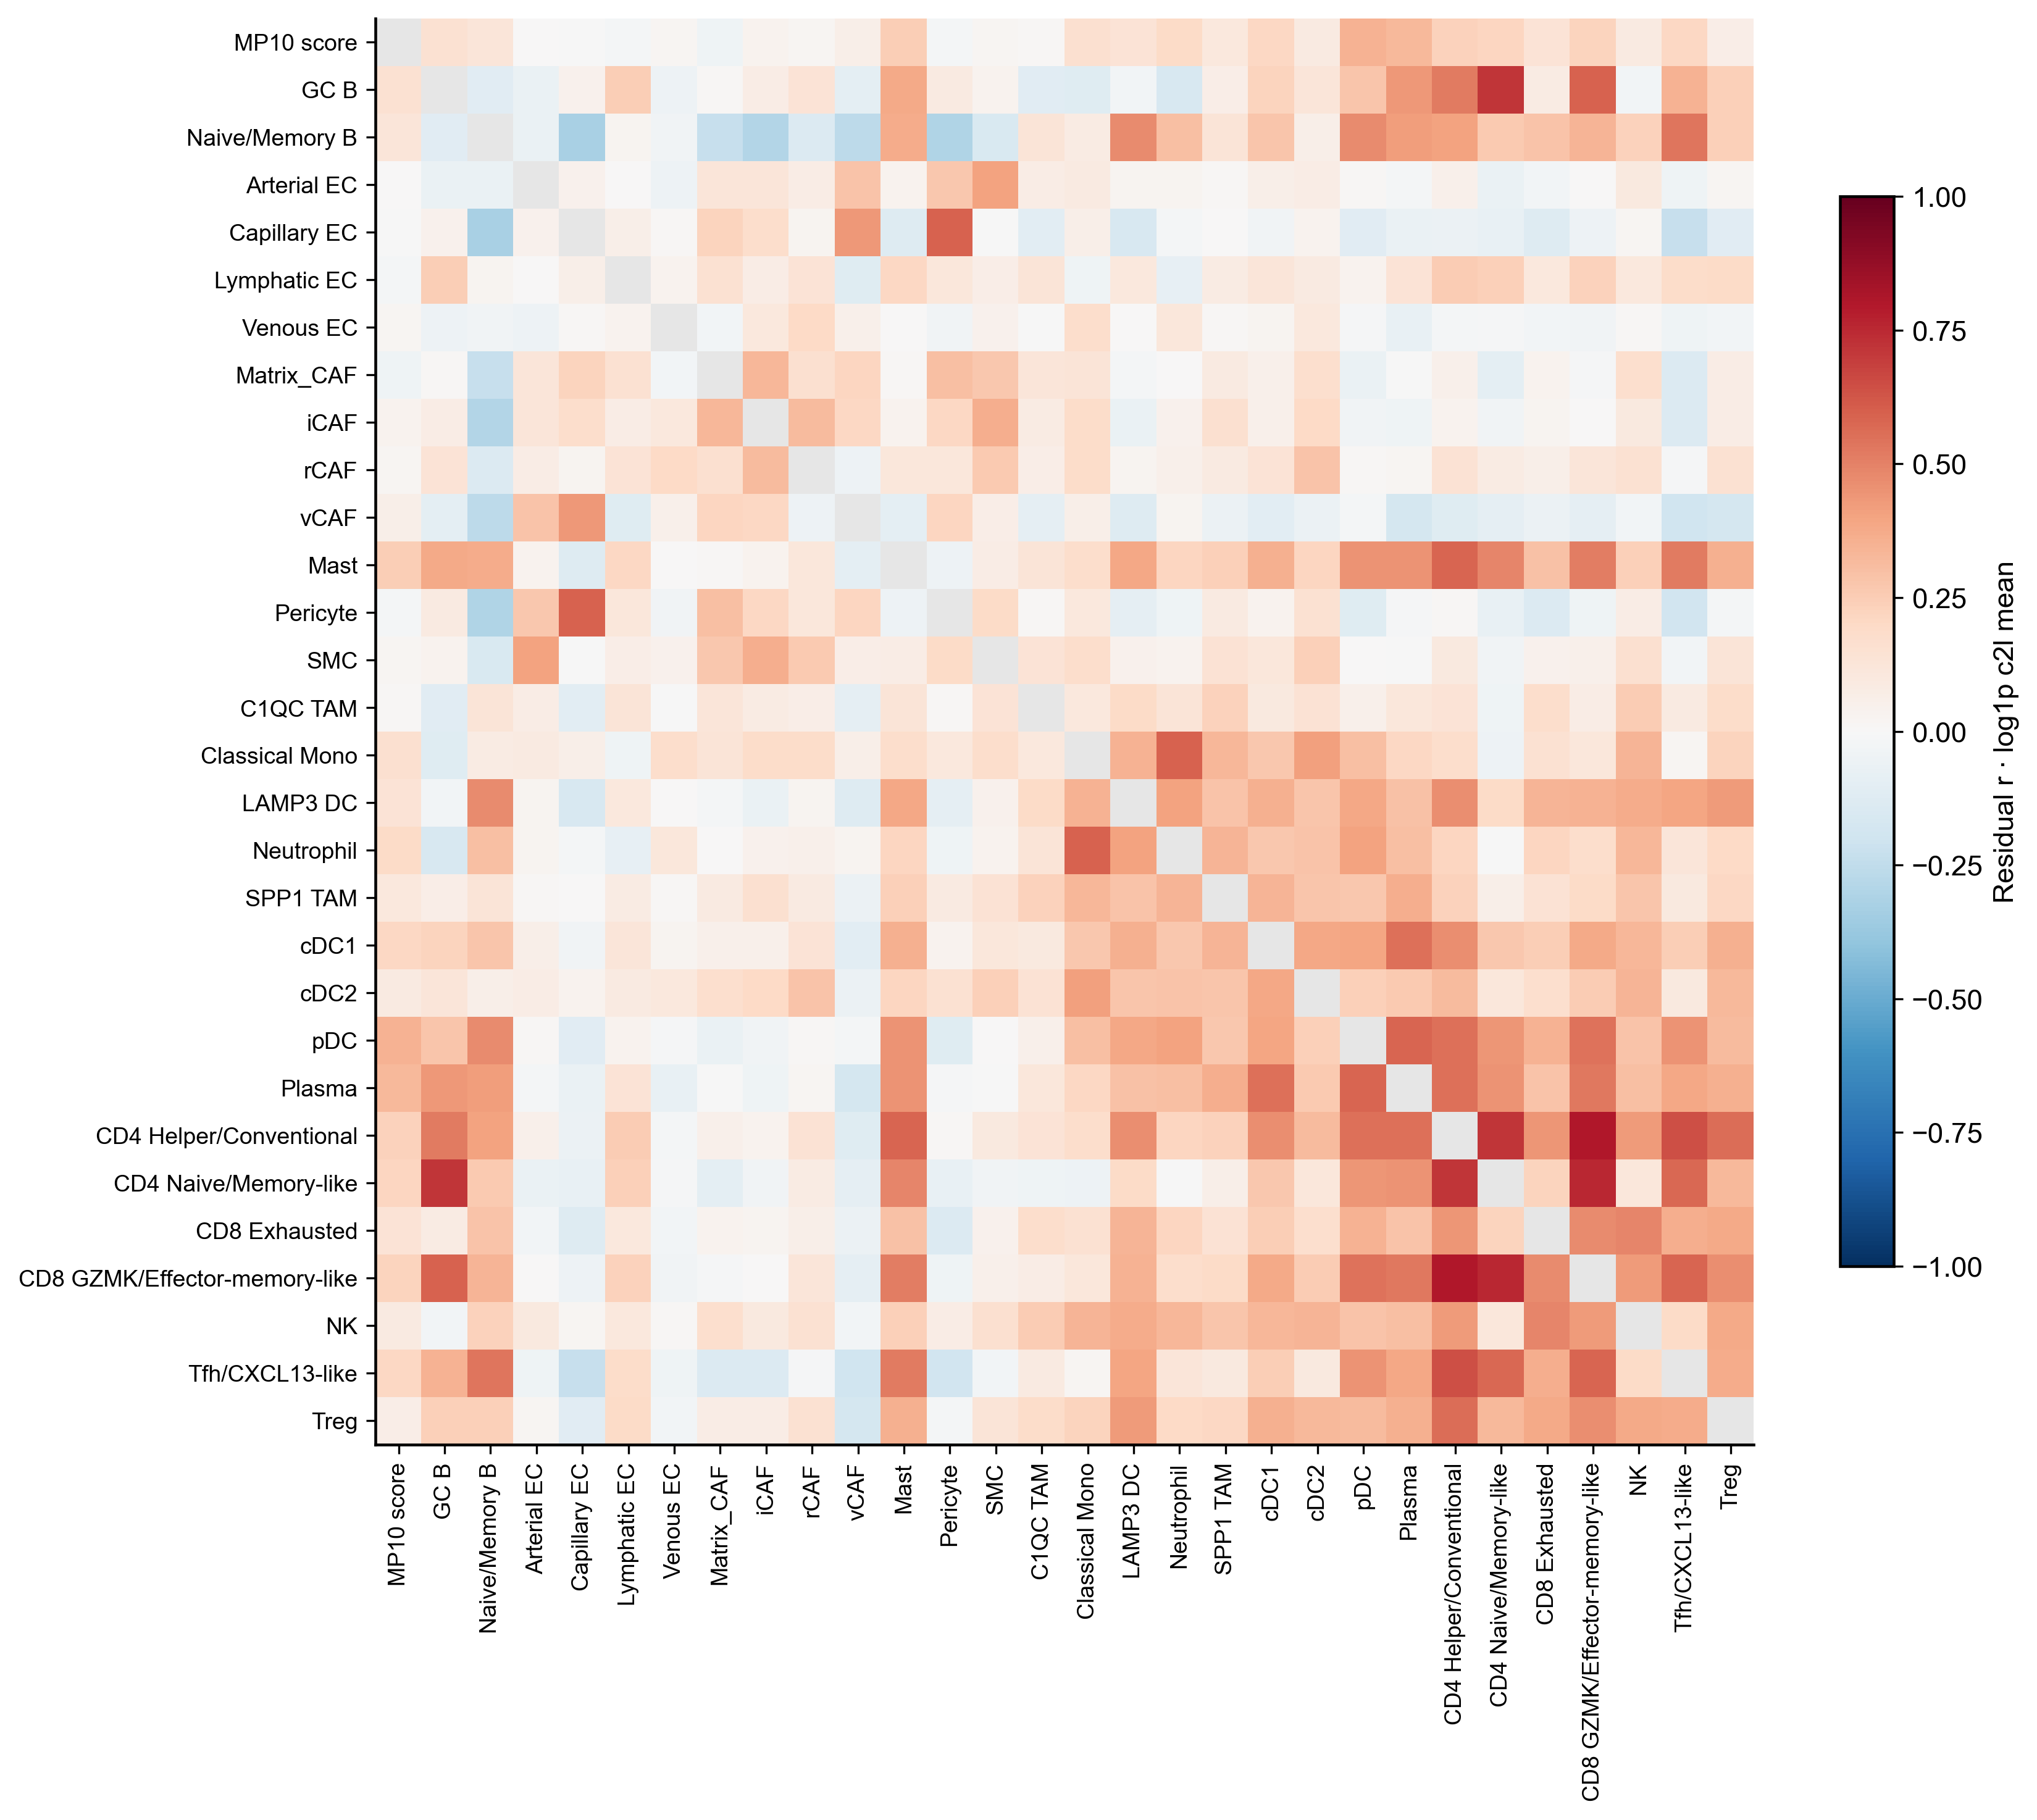 MP10 score
GC B
Naive/Memory B
Arterial EC
Capillary EC
Lymphatic EC
Venous EC
Matrix_CAF
iCAF
rCAF
vCAF
Mast
Pericyte
SMC
C1QC TAM
Classical Mono
LAMP3 DC
Neutrophil
SPP1 TAM
cDC1
cDC2
pDC
Plasma
CD4 Helper/Conventional
CD4 Naive/Memory-like
CD8 Exhausted
CD8 GZMK/Effector-memory-like
NK
Tfh/CXCL13-like
Treg
MP10 score
GC B
Naive/Memory B
Arterial EC
Capillary EC
Lymphatic EC
Venous EC
Matrix_CAF
iCAF
rCAF
vCAF
Mast
Pericyte
SMC
C1QC TAM
Classical Mono
LAMP3 DC
Neutrophil
SPP1 TAM
cDC1
cDC2
pDC
Plasma
CD4 Helper/Conventional
CD4 Naive/Memory-like
CD8 Exhausted
CD8 GZMK/Effector-memory-like
NK
Tfh/CXCL13-like
Treg
1.00
0.75
0.50
0.25
0.00
−0.25
−0.50
−0.75
−1.00
Residual r · log1p c2l mean